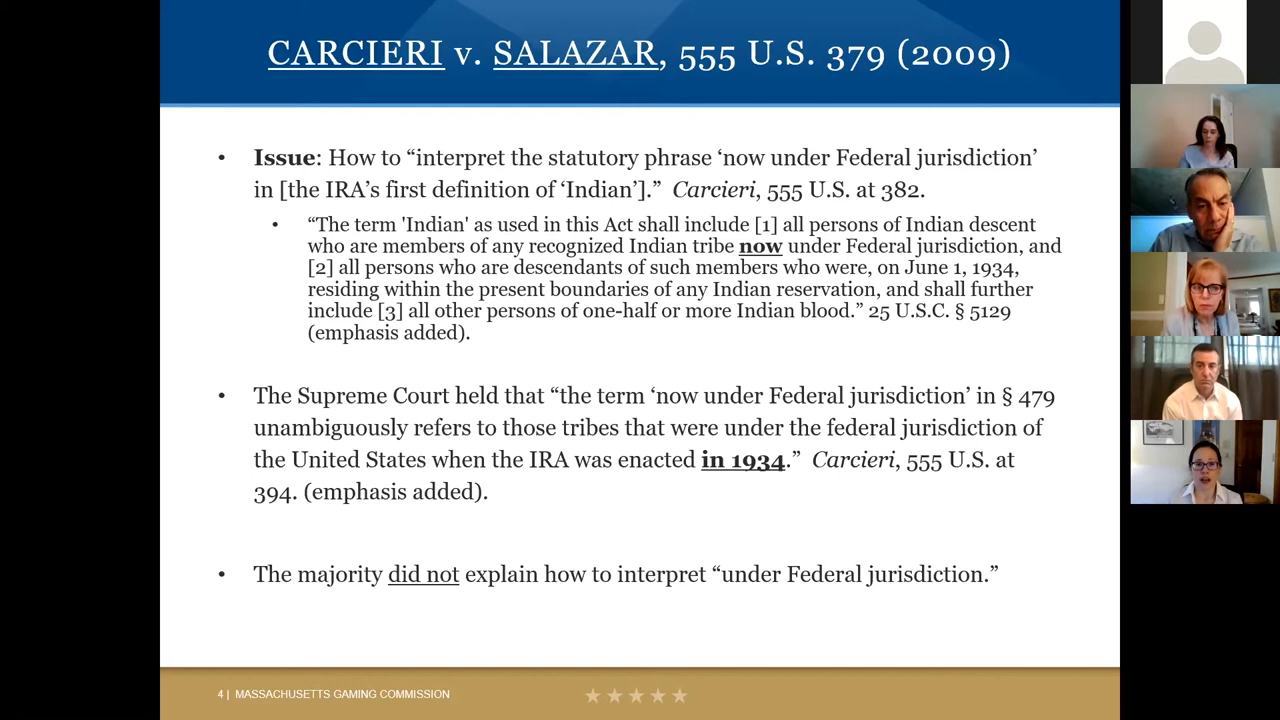 CARCIERI v. SALAZAR, 555 U.S. 379 (2009)
• Issue: How to “interpret the statutory phrase ‘now under Federal jurisdiction’
in [the IRA’s first definition of ‘Indian’].” Carcieri, 555 U.S. at 382.
• “The term 'Indian' as used in this Act shall include [1] all persons of Indian descent
who are members of any recognized Indian tribe now under Federal jurisdiction, and
[2] all persons who are descendants of such members who were, on June 1, 1934,
residing within the present boundaries of any Indian reservation, and shall further
include [3] all other persons of one-half or more Indian blood.” 25 U.S.C. § 5129
(emphasis added).
• The Supreme Court held that “the term ‘now under Federal jurisdiction’ in § 479
unambiguously refers to those tribes that were under the federal jurisdiction of
the United States when the IRA was enacted in 1934.” Carcieri, 555 U.S. at
394. (emphasis added).
• The majority did not explain how to interpret “under Federal jurisdiction.”
4 | MASSACHUSETTS GAMING COMMISSION